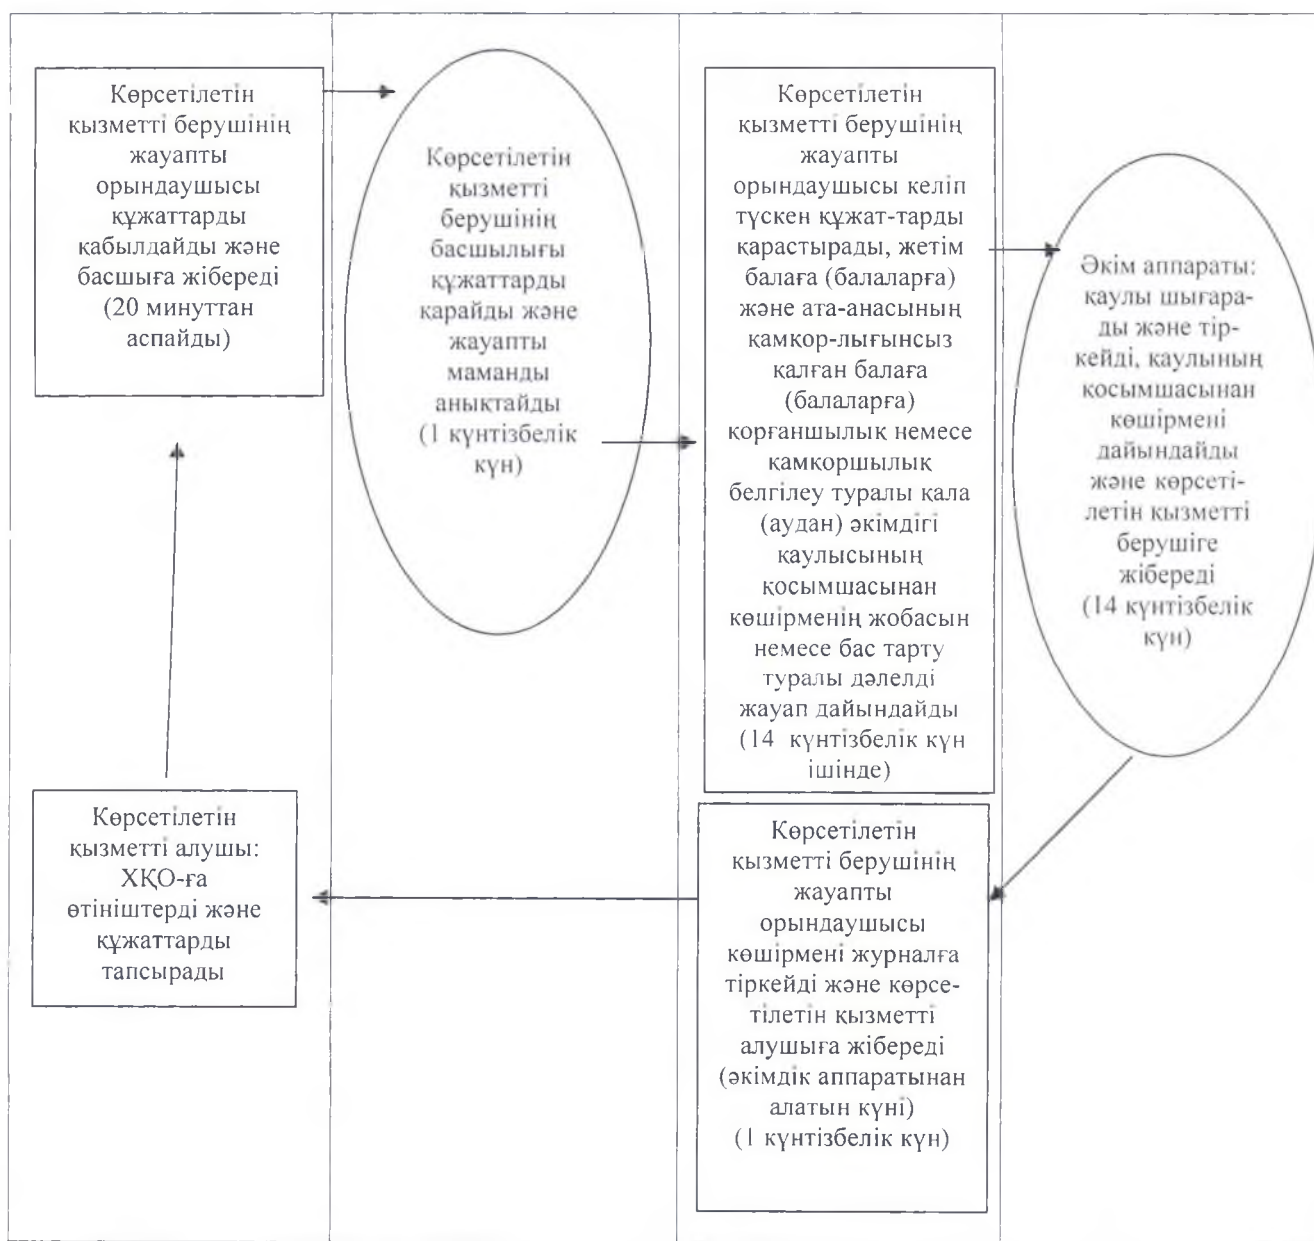 Көрсетілетін
қызметті берушінің
жауапты
орындаушысы
құжаттарды
қабылдайды және
басшыға жібереді
(20 минуттан
аспайды)
Көрсетілетін
қызметті
берушінің
басшылығы
құжаттарды
қарайды және
жауапты
маманды
анықтайды
(1 күнтізбелік
күн)
Көрсетілетін
қызметті берушінің
жауапты
орындаушысы келіп
түскен құжат-тарды
қарастырады, жетім
балаға (балаларға)
және ата-анасының
қамқор-лығынсыз
қалған балаға
(балаларға)
қорғаншылық немесе
қамқоршылық
белгілеу туралы қала
(аудан) әкімдігі
қаулысының
қосымшасынан
көшірменің жобасын
немесе бас тарту
туралы дәлелді
жауап дайындайды
(14 күнтізбелік күн
ішінде)
Әкім аппараты:
қаулы шығара-
ды және тір-
кейді, қаулының
қосымшасынан
көшірмені
дайындайды
және көрсеті-
летін қызметті
берушіге
жібереді
(14 күнтізбелік
күн)
Көрсетілетін
қызметті алушы:
ХҚО-ға
өтініштерді және
құжаттарды
тапсырады
Көрсетілетін
қызметті берушінің
жауапты
орындаушысы
көшірмені журналға
тіркейді және көрсе-
тілетін қызметті
алушыға жібереді
(әкімдік аппаратынан
алатын күні)
(1 күнтізбелік күн)